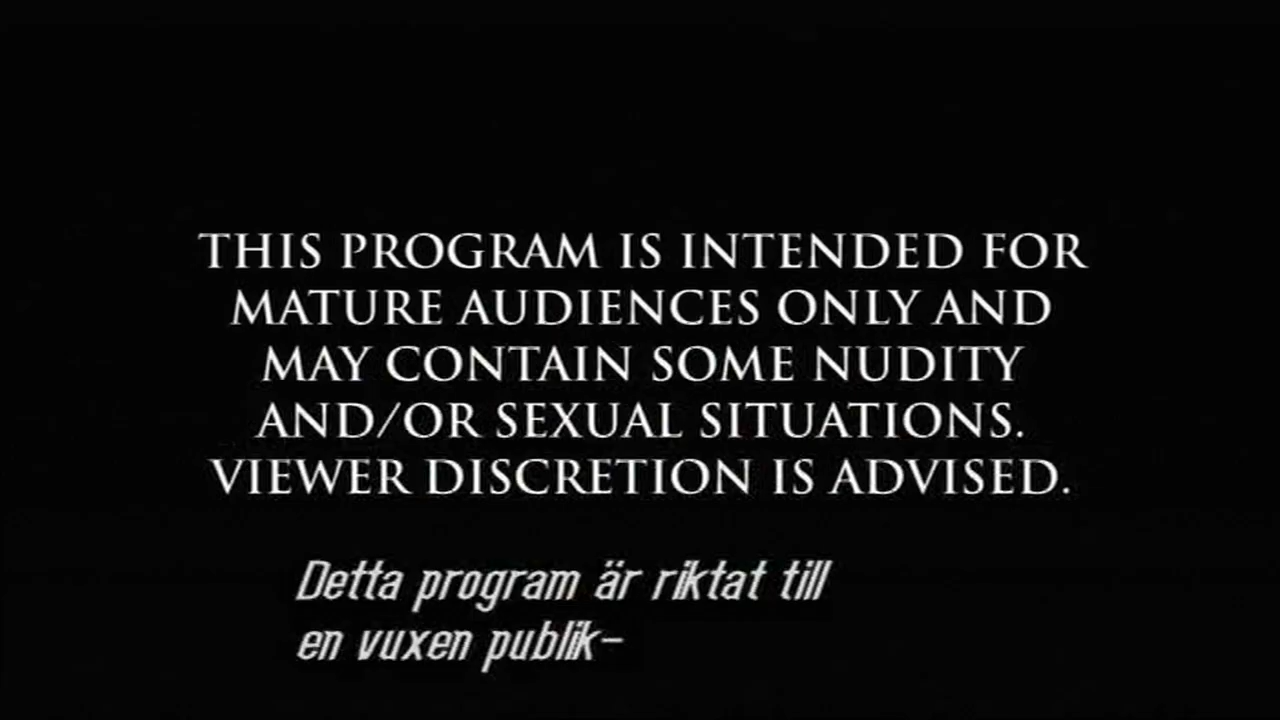 THIS PROGRAM IS INTENDED FOR
MATURE AUDIENCES ONLY AND
MAY CONTAIN SOME NUDITY
AND/OR SEXUAL SITUATIONS.
VIEWER DISCRETION IS ADVISED.
Detta program är riktat till
en vuxen publik-